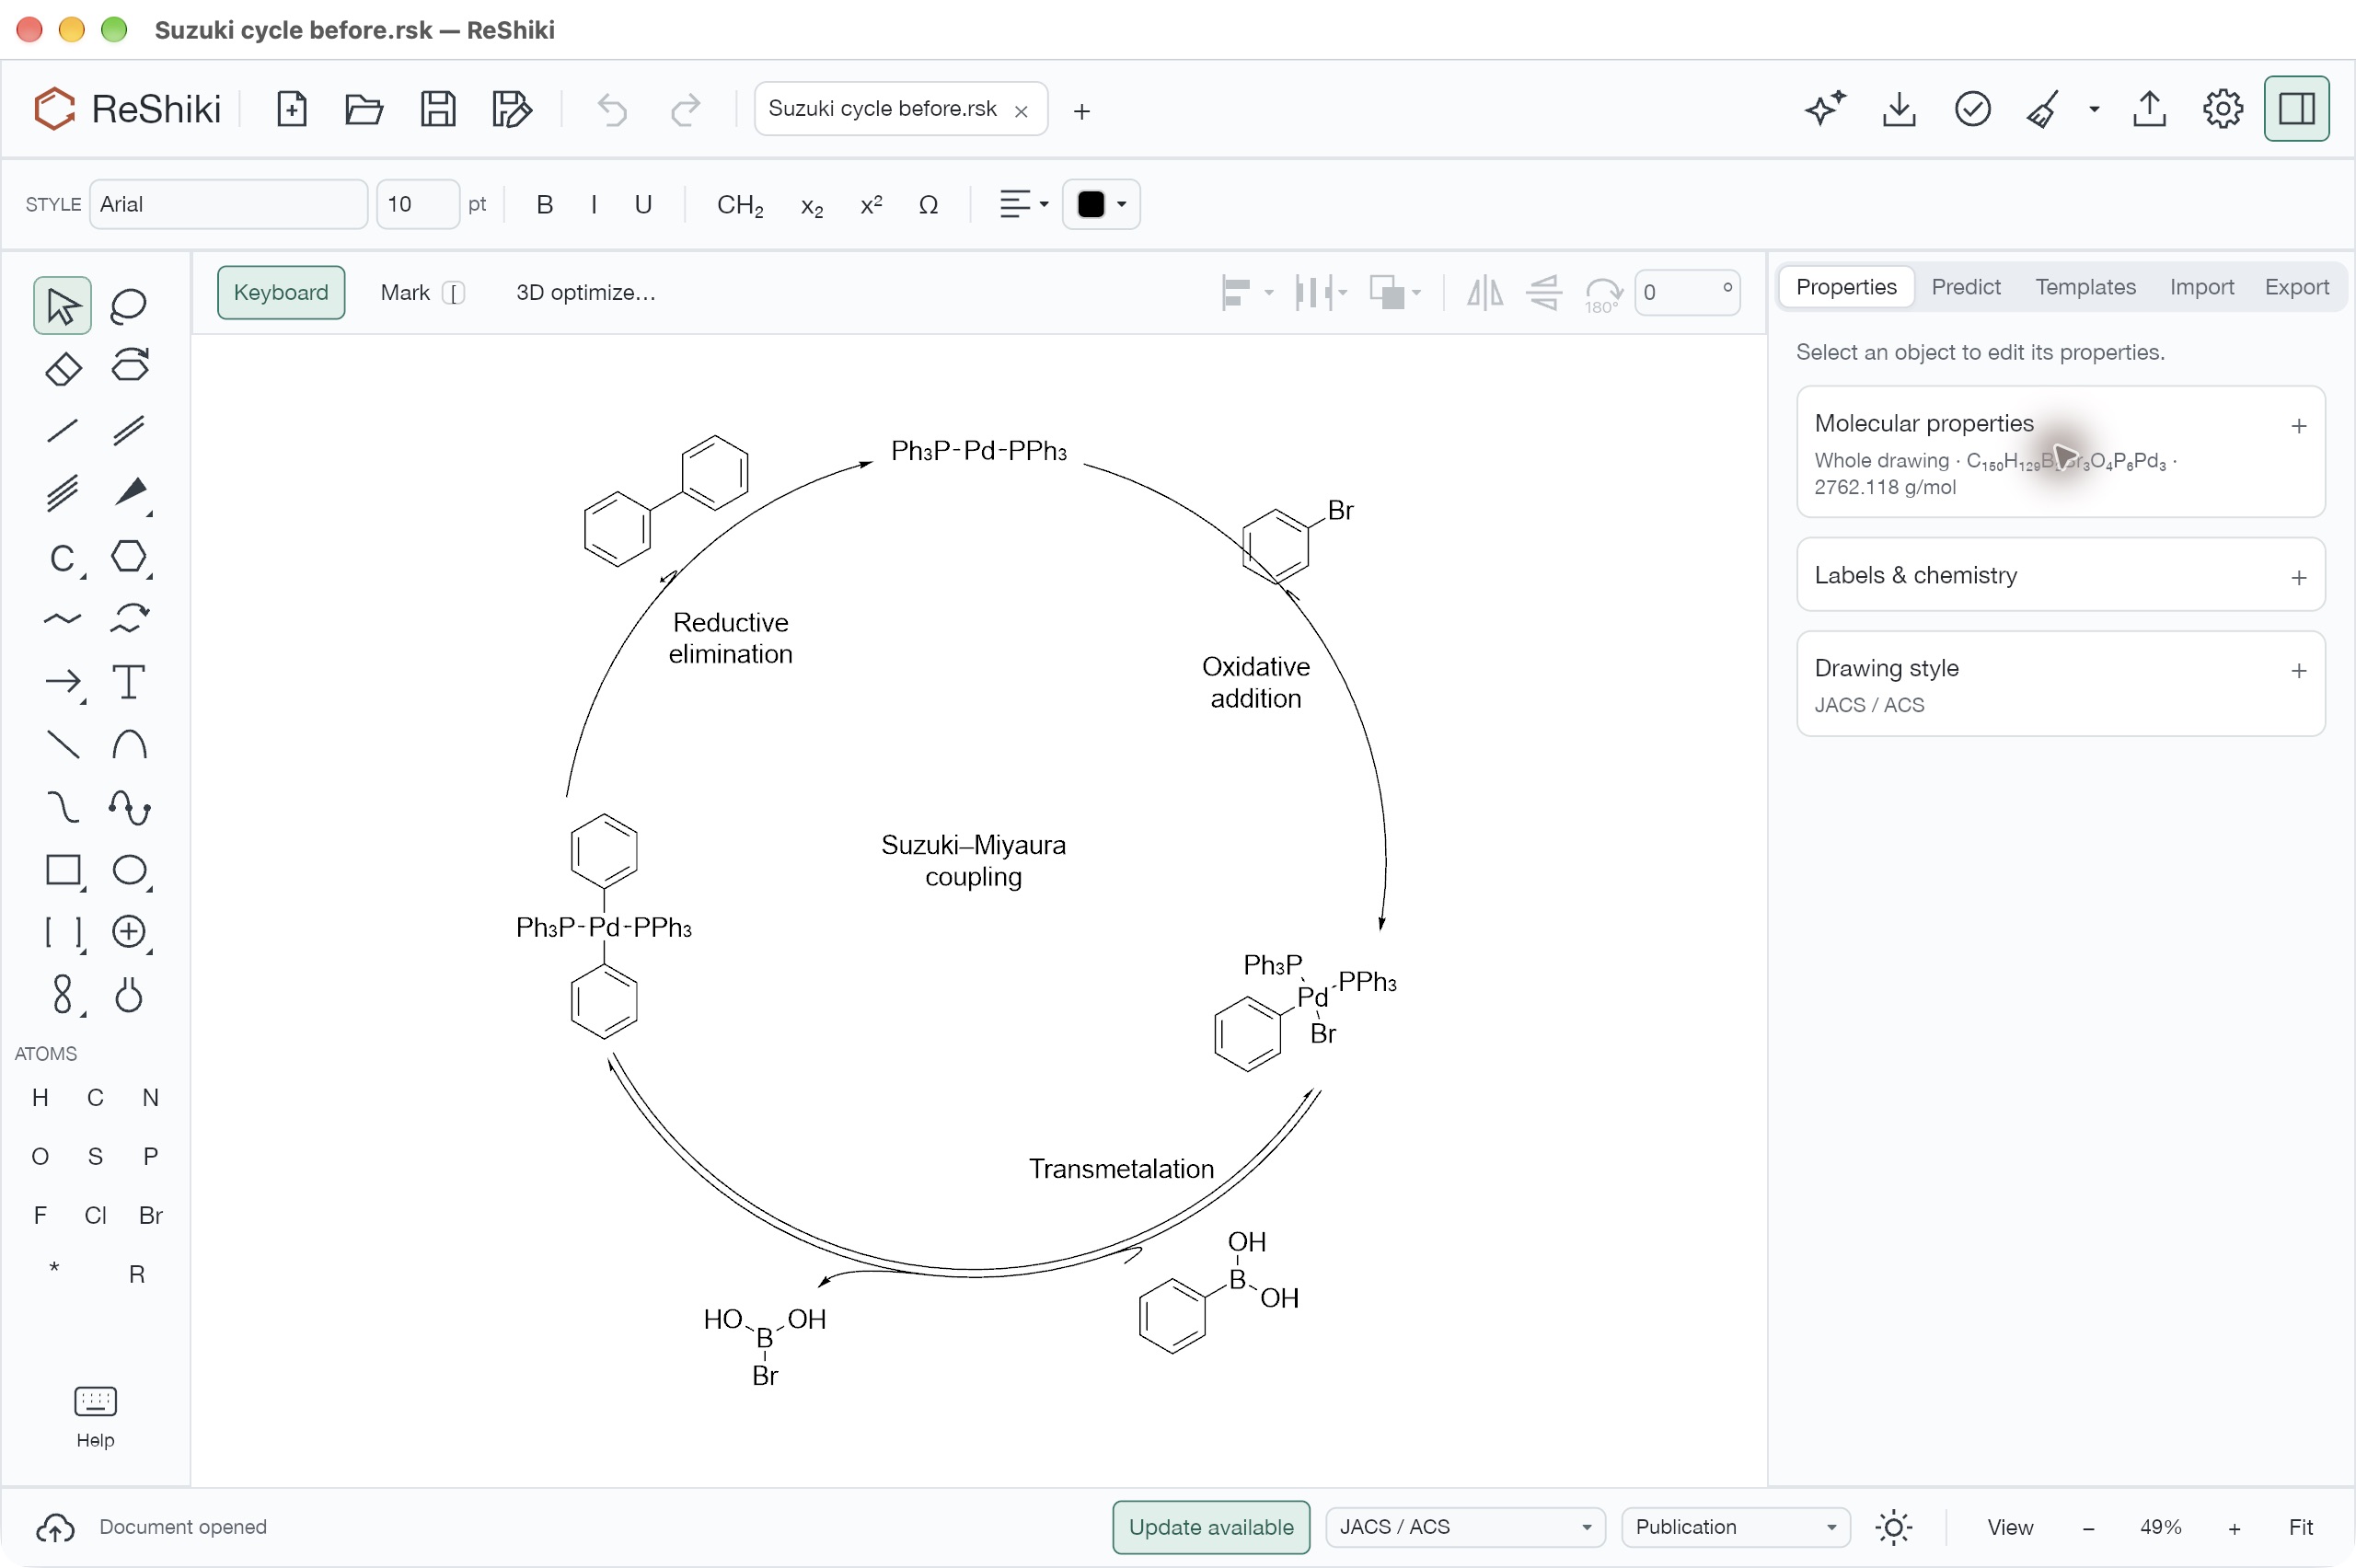 Suzuki cycle before.rsk — ReShiki
ReShiki
Suzuki cycle before.rsk
STYLE Arial 10 pt B I U CH₂ x₂ x² Ω
Keyboard Mark [ 3D optimize... 180° 0 °
Properties Predict Templates Import Export
Select an object to edit its properties.
Molecular properties
Whole drawing ·
2762.118 g/mol
Labels & chemistry
Drawing style
JACS / ACS
C
T
[ ]
ATOMS
H C N
O S P
F Cl Br
* R
Help
Ph₃P-Pd-PPh₃
Br
Reductive
elimination
Oxidative
addition
Suzuki–Miyaura
coupling
Ph₃P-Pd-PPh₃
Ph₃P
PPh₃
Pd
Br
Transmetalation
OH
B
OH
HO OH
B
Br
Document opened
Update available
JACS / ACS
Publication
View – 49% + Fit